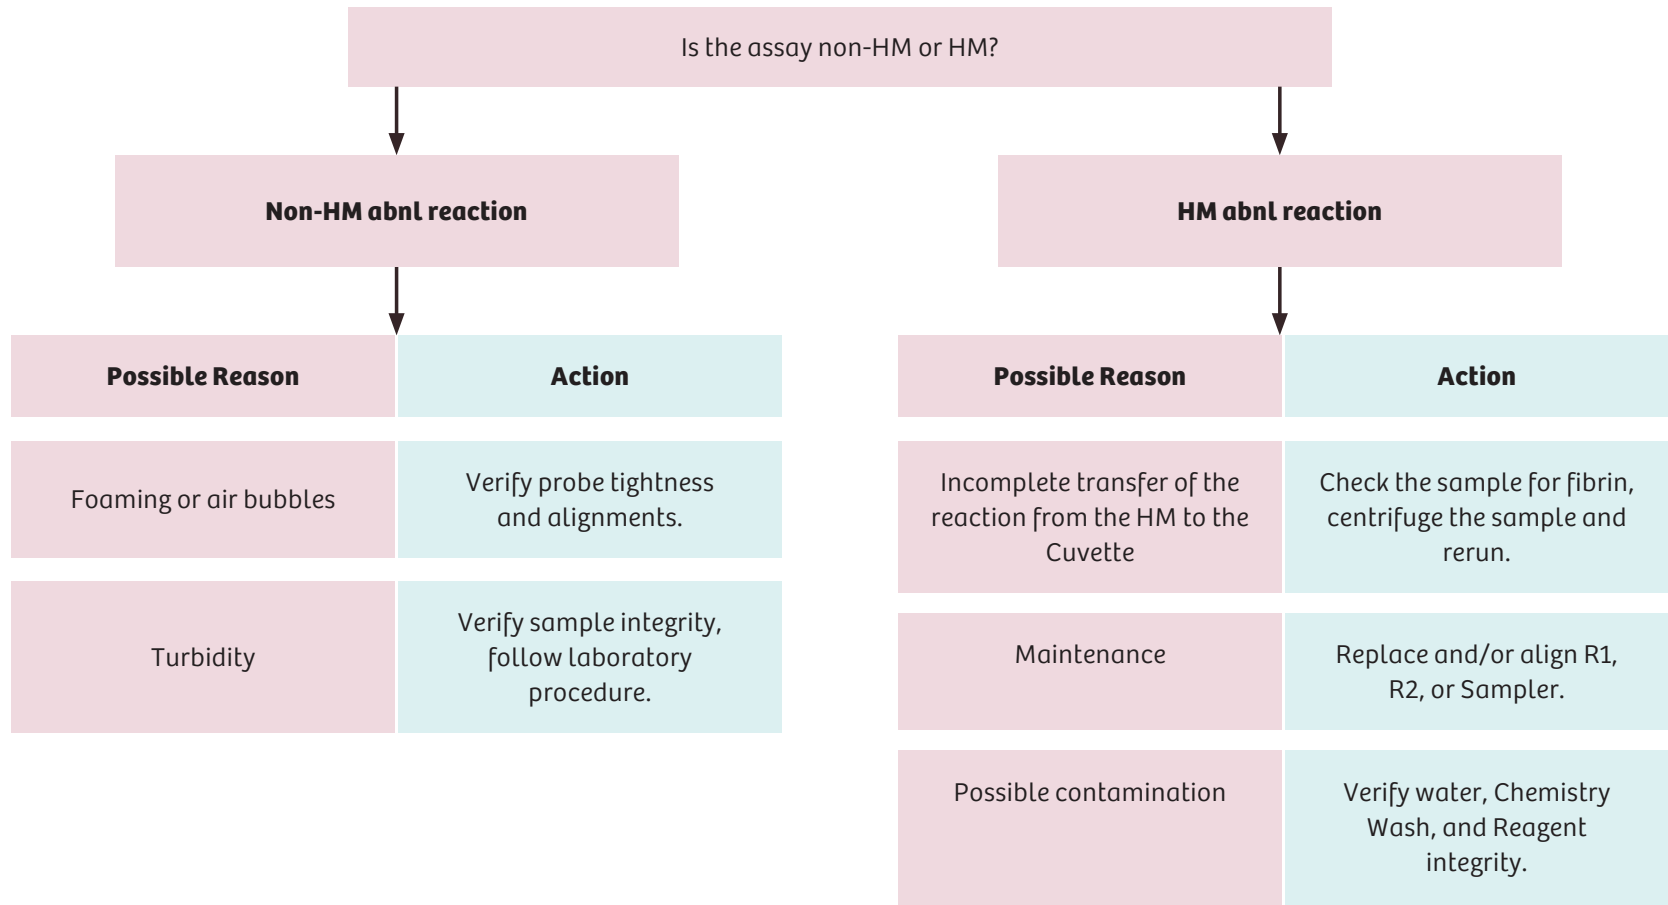 Is the assay non-HM or HM?
Non-HM abnl reaction
Possible Reason
Action
Foaming or air bubbles
Verify probe tightness
and alignments.
Turbidity
Verify sample integrity,
follow laboratory
procedure.
HM abnl reaction
Possible Reason
Action
Incomplete transfer of the
reaction from the HM to the
Cuvette
Check the sample for fibrin,
centrifuge the sample and
rerun.
Maintenance
Replace and/or align R1,
R2, or Sampler.
Possible contamination
Verify water, Chemistry
Wash, and Reagent
integrity.